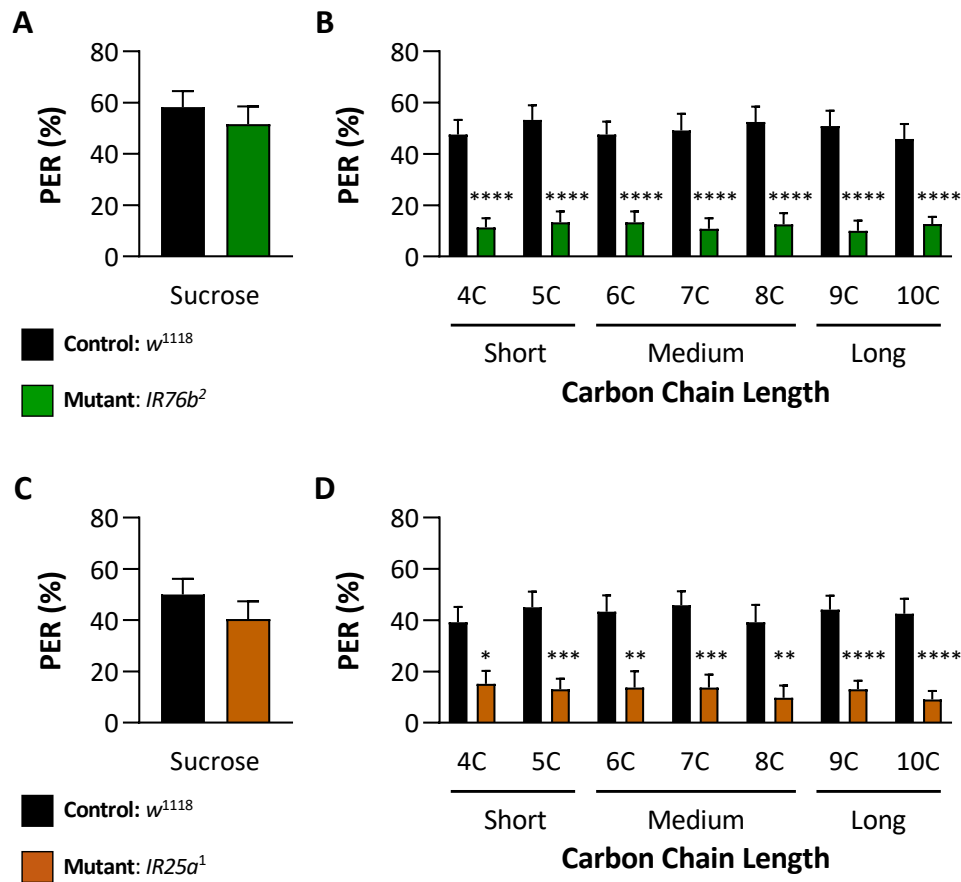 A
PER (%)
80
60
40
20
0
Sucrose
Control: w1118
Mutant: IR76b2
B
PER (%)
80
60
40
20
0
**** **** **** **** **** **** ****
4C 5C 6C 7C 8C 9C 10C
Short Medium Long
Carbon Chain Length
C
PER (%)
80
60
40
20
0
Sucrose
Control: w1118
Mutant: IR25a1
D
PER (%)
80
60
40
20
0
* *** ** *** ** **** ****
4C 5C 6C 7C 8C 9C 10C
Short Medium Long
Carbon Chain Length